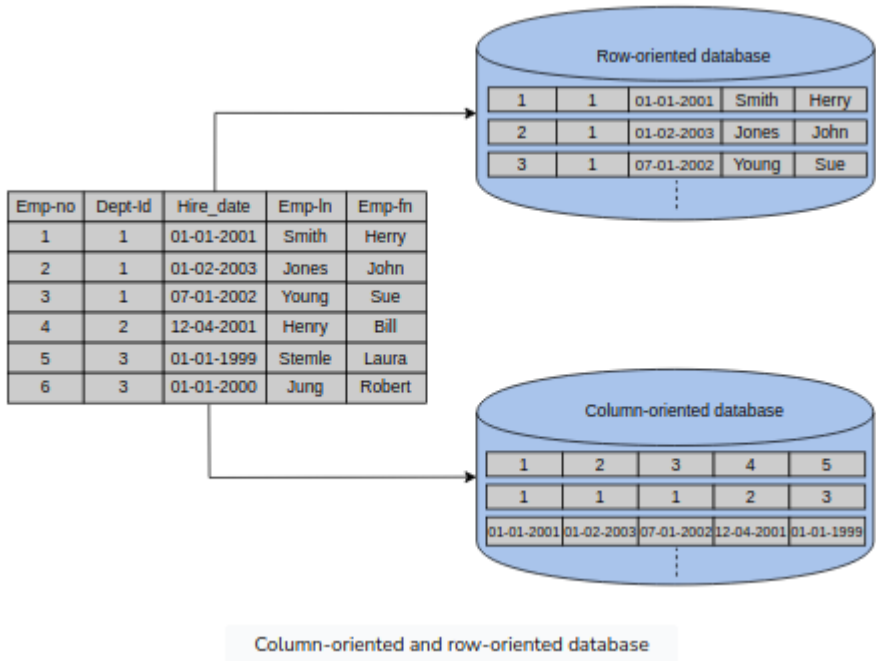 Row-oriented database
1 1 01-01-2001 Smith Herry
2 1 01-02-2003 Jones John
3 1 07-01-2002 Young Sue
Emp-no Dept-Id Hire_date Emp-ln Emp-fn
1 1 01-01-2001 Smith Herry
2 1 01-02-2003 Jones John
3 1 07-01-2002 Young Sue
4 2 12-04-2001 Henry Bill
5 3 01-01-1999 Stemle Laura
6 3 01-01-2000 Jung Robert
Column-oriented database
1 2 3 4 5
1 1 1 2 3
01-01-2001 01-02-2003 07-01-2002 12-04-2001 01-01-1999
Column-oriented and row-oriented database